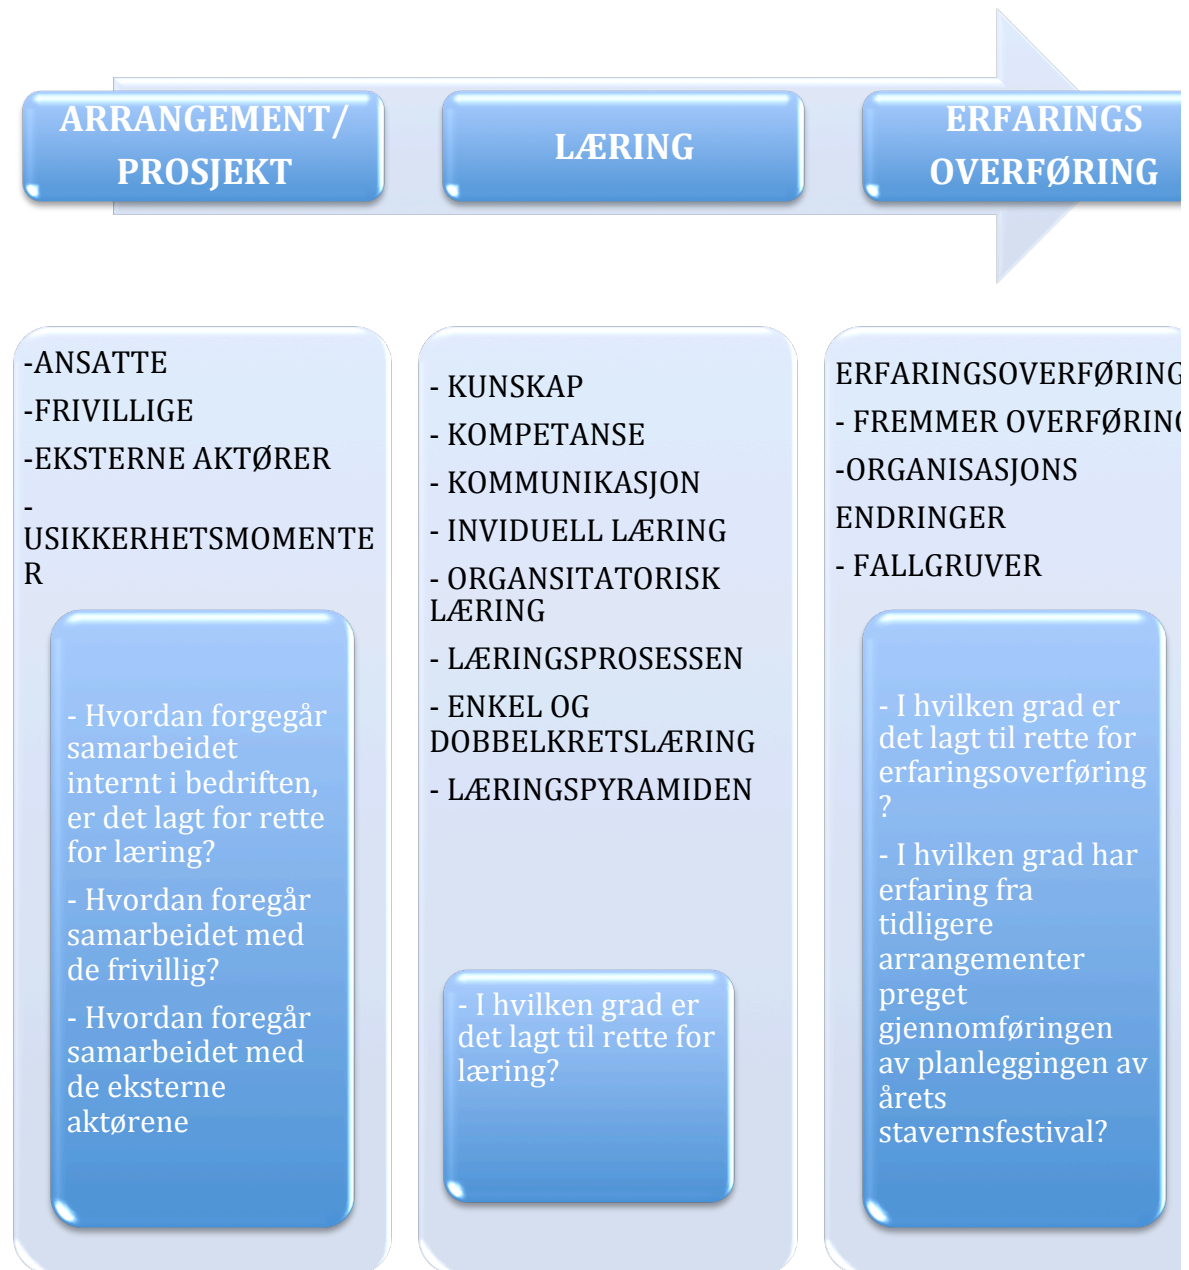 ARRANGEMENT/
PROSJEKT
LÆRING
ERFARINGS
OVERFØRING
-ANSATTE
-FRIVILLIGE
-EKSTERNE AKTØRER
-
USIKKERHETSMOMENTE
R
- Hvordan forgegår
samarbeidet
internt i bedriften,
er det lagt for rette
for læring?
- Hvordan foregår
samarbeidet med
de frivillig?
- Hvordan foregår
samarbeidet med
de eksterne
aktørene
- KUNSKAP
- KOMPETANSE
- KOMMUNIKASJON
- INVIDUELL LÆRING
- ORGANSITATORISK
LÆRING
- LÆRINGSPROSESSEN
- ENKEL OG
DOBBELKRETSLÆRING
- LÆRINGSPYRAMIDEN
- I hvilken grad er
det lagt til rette for
læring?
ERFARINGSOVERFØRING
- FREMMER OVERFØRING
-ORGANISASJONS
ENDRINGER
- FALLGRUVER
- I hvilken grad er
det lagt til rette for
erfaringsoverføring
?
- I hvilken grad har
erfaring fra
tidligere
arrangementer
preget
gjennomføringen
av planleggingen av
årets
stavernsfestival?